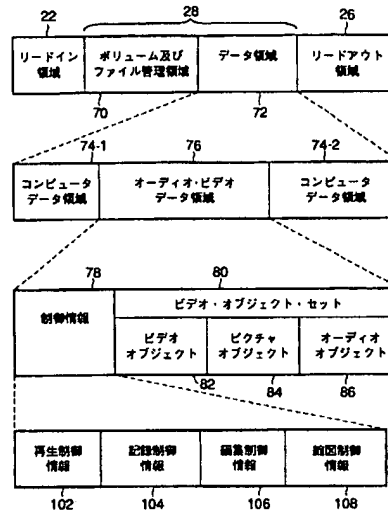 22
28
26
リードイン
領域
ボリューム及び
ファイル管理領域
データ領域
リードアウト
領域
70
72
74-1
76
74-2
コンピュータ
データ領域
オーディオ・ビデオ
データ領域
コンピュータ
データ領域
78
80
制御情報
ビデオ・オブジェクト・セット
ビデオ
オブジェクト
ピクチャ
オブジェクト
オーディオ
オブジェクト
82
84
86
再生制御
情報
記録制御
情報
編集制御
情報
縮図制御
情報
102
104
106
108